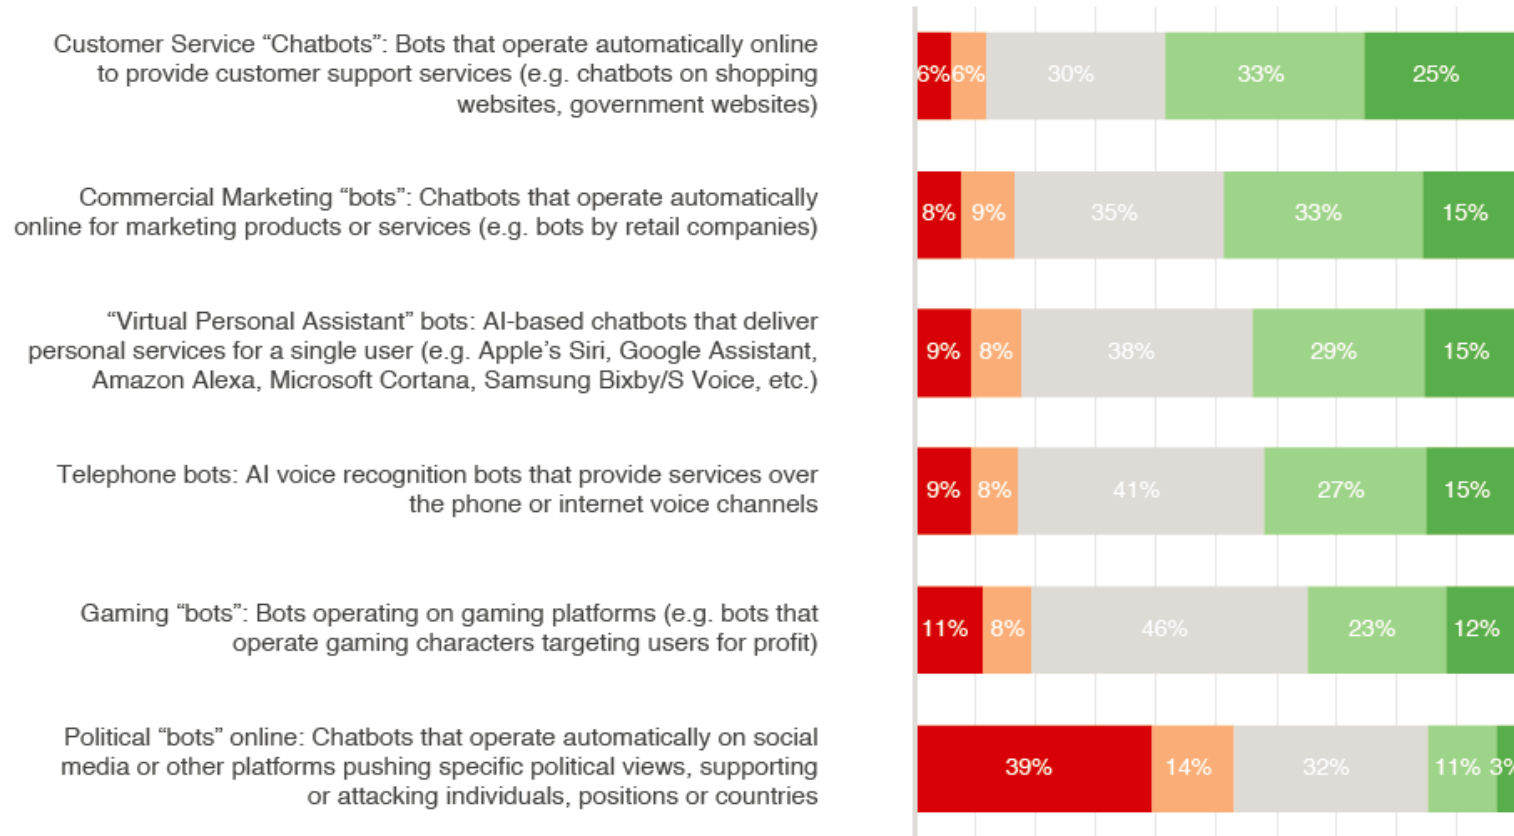 Customer Service “Chatbots”: Bots that operate automatically online
to provide customer support services (e.g. chatbots on shopping
websites, government websites)
6% 6% 30% 33% 25%
Commercial Marketing “bots”: Chatbots that operate automatically
online for marketing products or services (e.g. bots by retail companies)
8% 9% 35% 33% 15%
“Virtual Personal Assistant” bots: AI-based chatbots that deliver
personal services for a single user (e.g. Apple’s Siri, Google Assistant,
Amazon Alexa, Microsoft Cortana, Samsung Bixby/S Voice, etc.)
9% 8% 38% 29% 15%
Telephone bots: AI voice recognition bots that provide services over
the phone or internet voice channels
9% 8% 41% 27% 15%
Gaming “bots”: Bots operating on gaming platforms (e.g. bots that
operate gaming characters targeting users for profit)
11% 8% 46% 23% 12%
Political “bots” online: Chatbots that operate automatically on social
media or other platforms pushing specific political views, supporting
or attacking individuals, positions or countries
39% 14% 32% 11% 3%